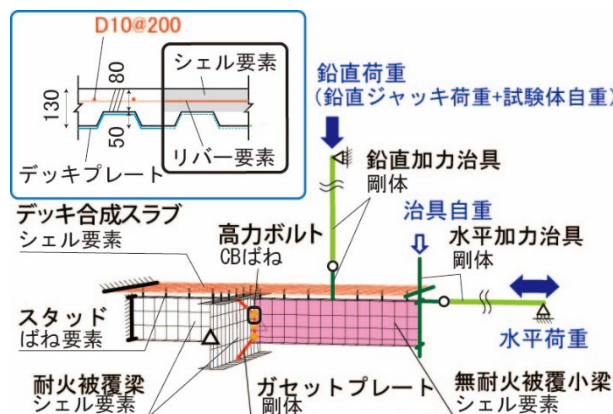 D10@200
80
シェル要素
130
50
リバー要素
デッキプレート
鉛直荷重
(鉛直ジャッキ荷重+試験体自重)
鉛直加力治具
剛体
治具自重
水平加力治具
剛体
デッキ合成スラブ
シェル要素
高力ボルト
CBばね
スタッド
ばね要素
水平荷重
耐火被覆梁
シェル要素
ガセットプレート
剛体
無耐火被覆小梁
シェル要素